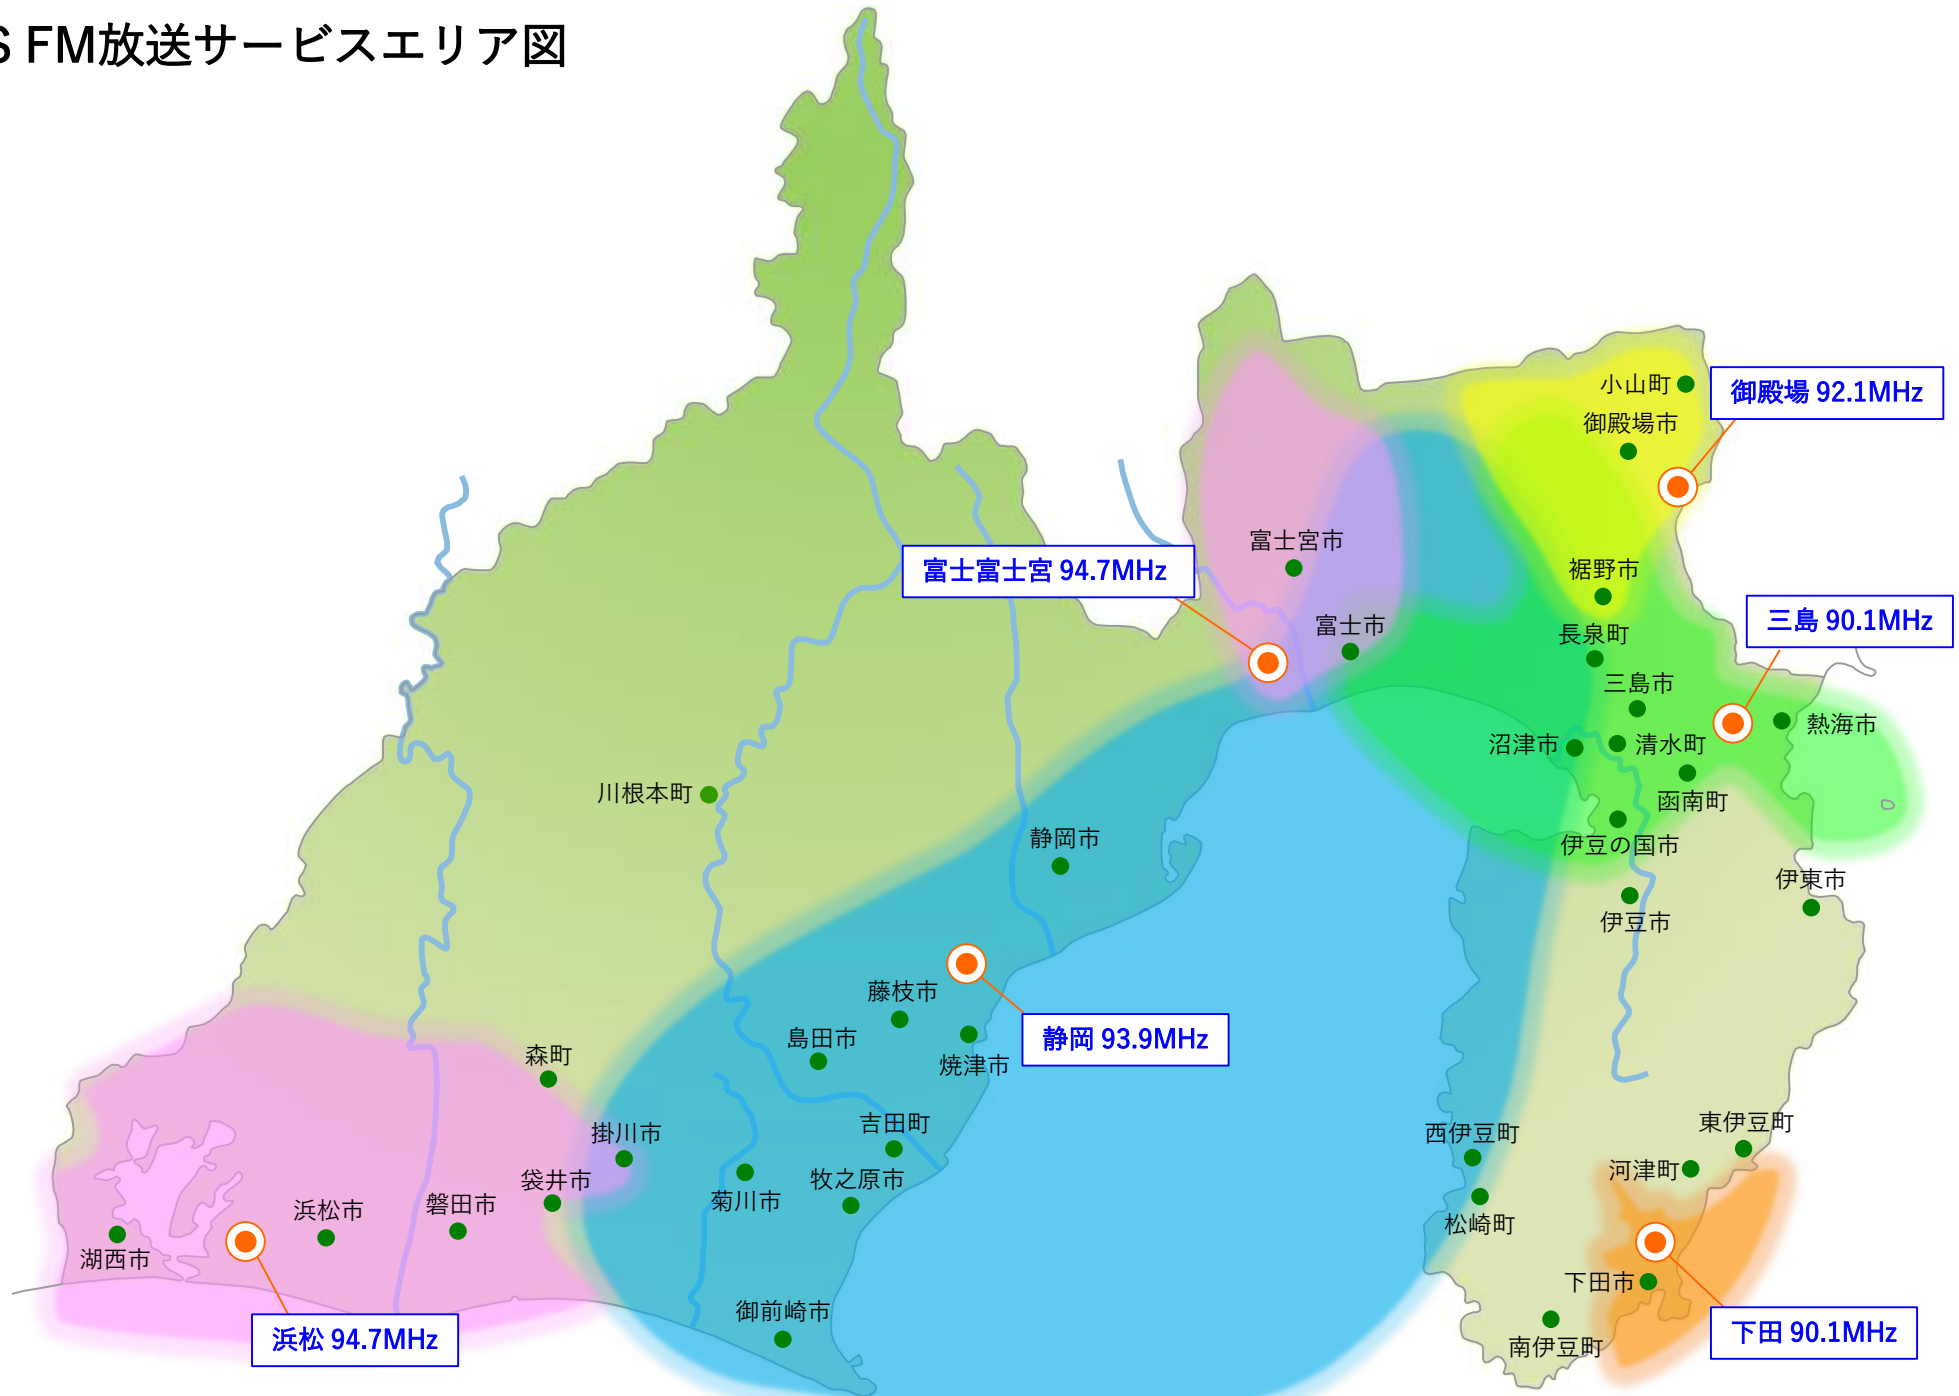 S FM放送サービスエリア図
小山町
御殿場 92.1MHz
御殿場市
富士宮市
富士富士宮 94.7MHz
裾野市
富士市
長泉町
三島 90.1MHz
三島市
熱海市
沼津市
清水町
川根本町
函南町
静岡市
伊豆の国市
伊東市
伊豆市
藤枝市
島田市
静岡 93.9MHz
焼津市
森町
掛川市
吉田町
西伊豆町
東伊豆町
河津町
袋井市
牧之原市
菊川市
浜松市
磐田市
松崎町
湖西市
下田市
御前崎市
浜松 94.7MHz
下田 90.1MHz
南伊豆町